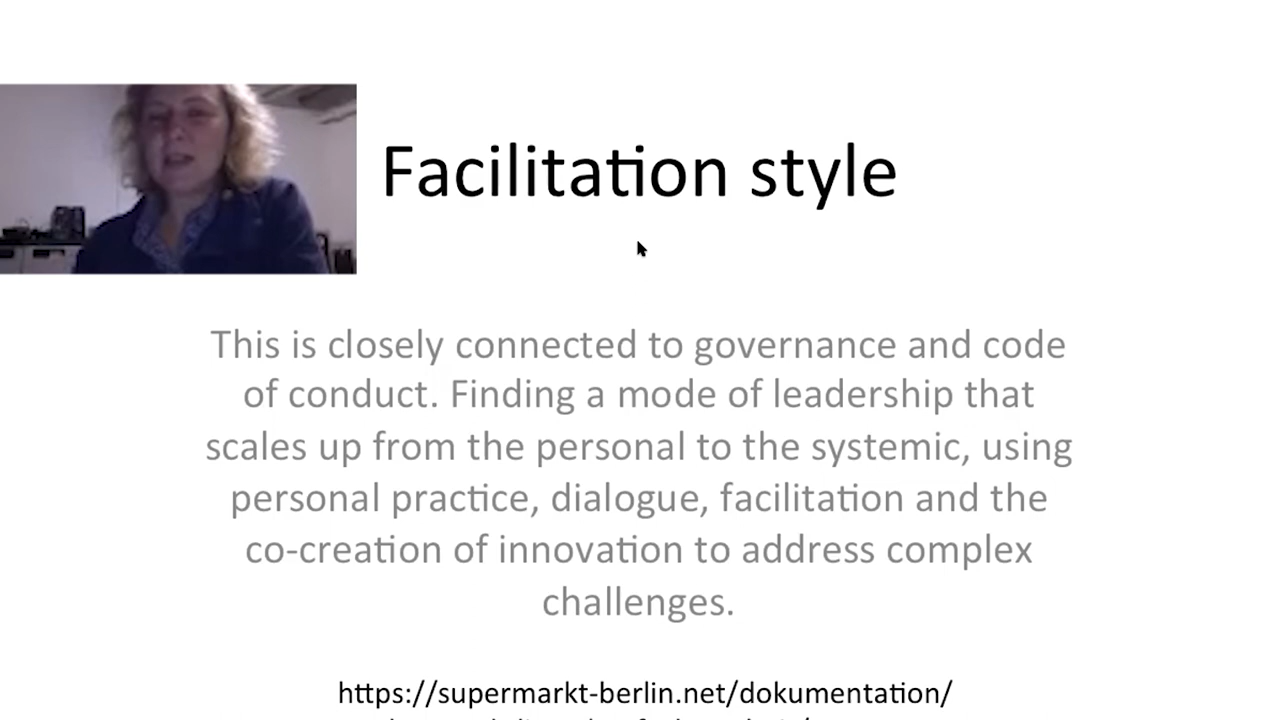 Facilitation style
This is closely connected to governance and code
of conduct. Finding a mode of leadership that
scales up from the personal to the systemic, using
personal practice, dialogue, facilitation and the
co-creation of innovation to address complex
challenges.
https://supermarkt-berlin.net/dokumentation/